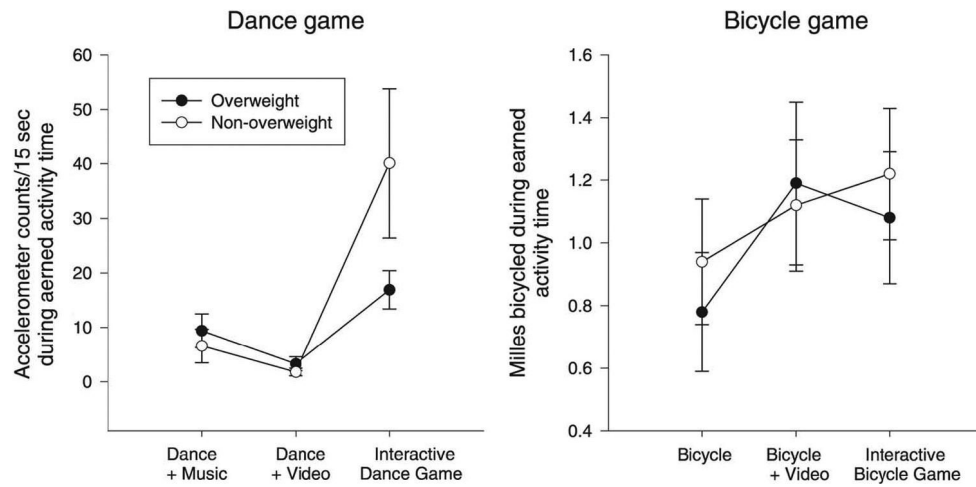 Dance game
Accelerometer counts/15 sec
during aerned activity time
60
50
40
30
20
10
0
Overweight
Non-overweight
Dance
+ Music
Dance
+ Video
Interactive
Dance Game
Bicycle game
Milles bicycled during earned
activity time
1.6
1.4
1.2
1.0
0.8
0.6
0.4
Bicycle
Bicycle
+ Video
Interactive
Bicycle Game